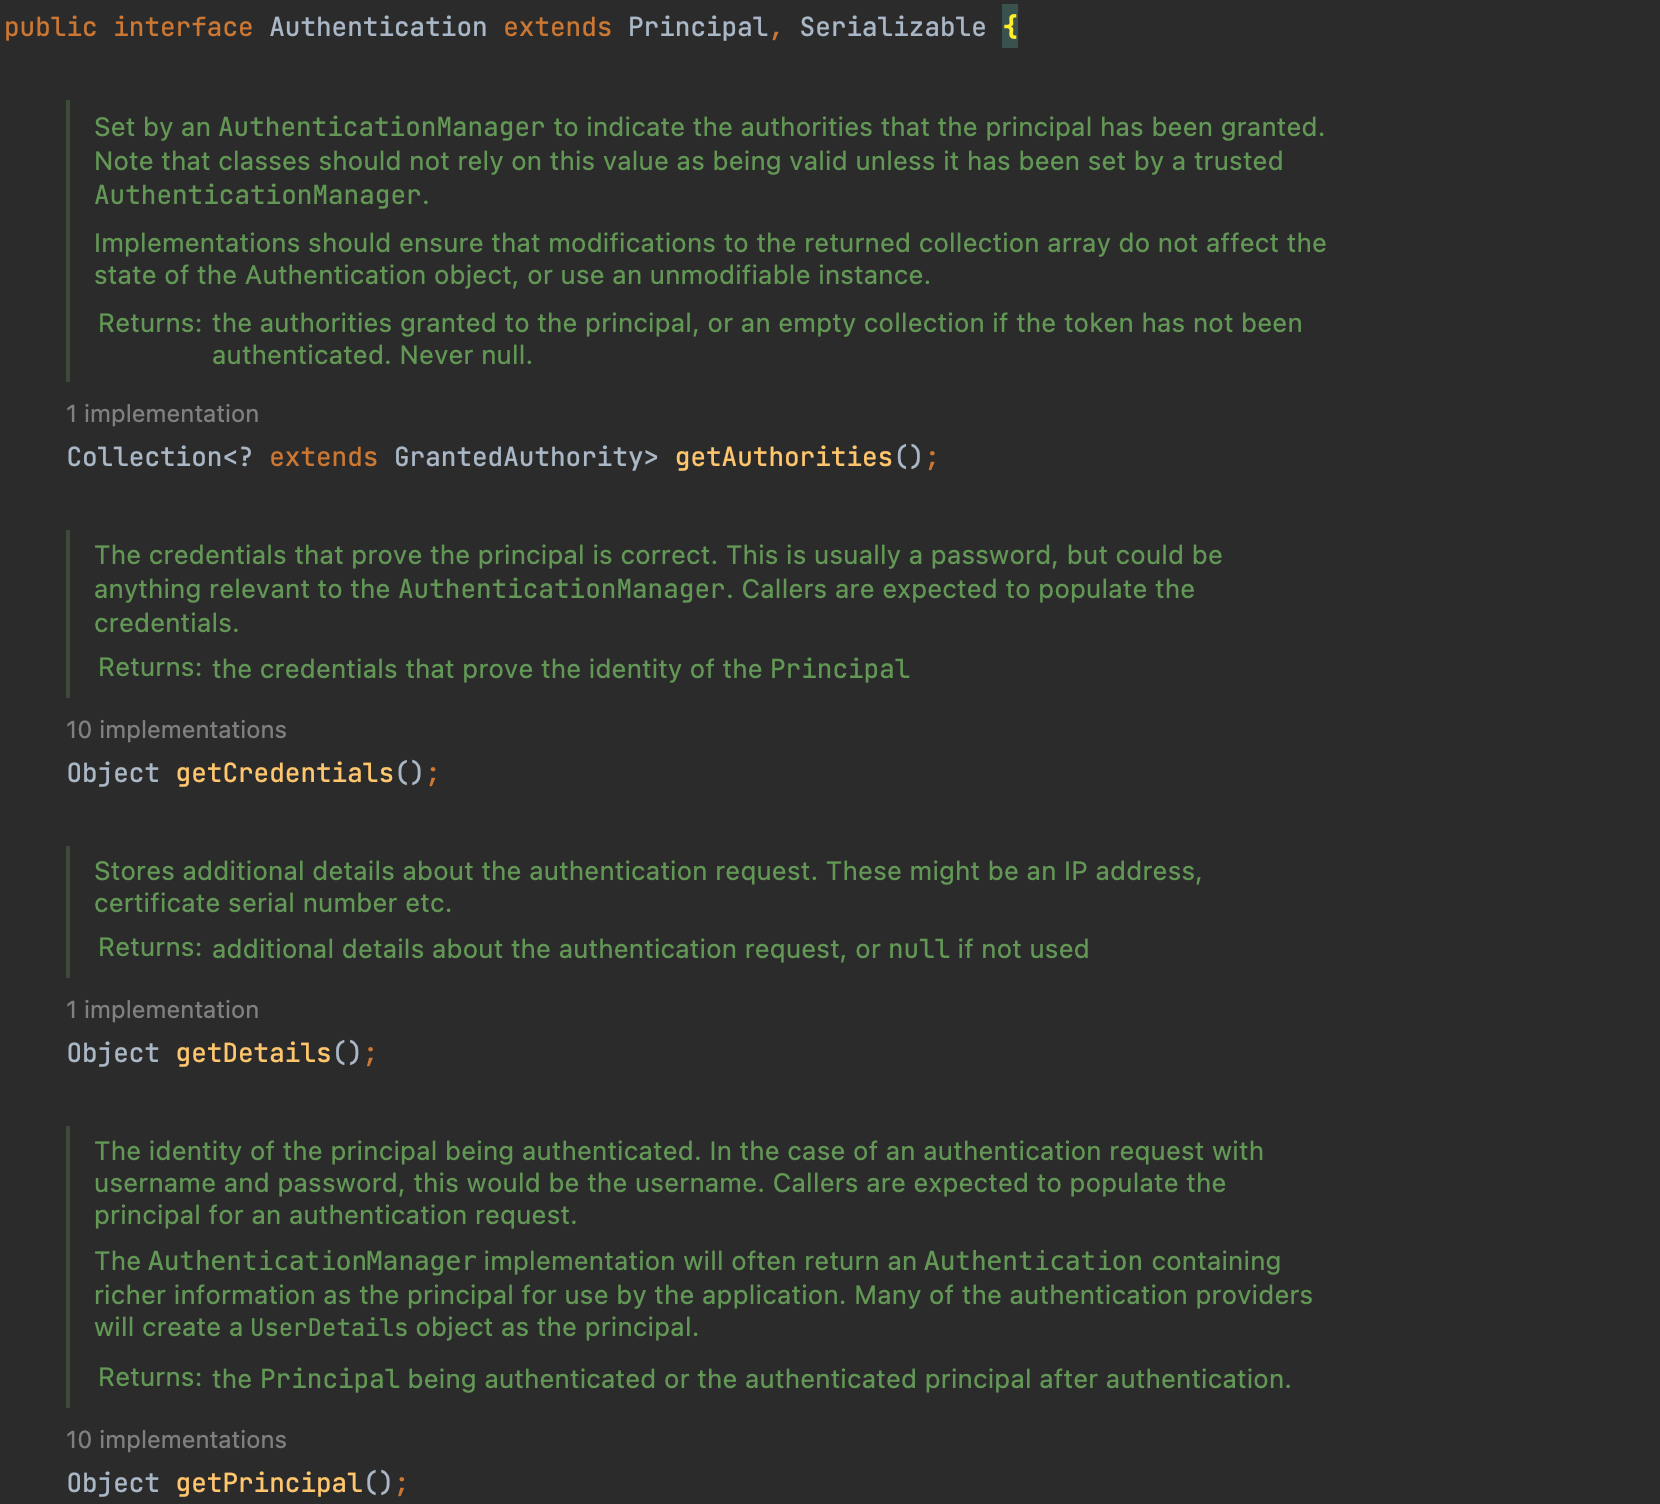 public interface Authentication extends Principal, Serializable {
Set by an AuthenticationManager to indicate the authorities that the principal has been granted.
Note that classes should not rely on this value as being valid unless it has been set by a trusted
AuthenticationManager.
Implementations should ensure that modifications to the returned collection array do not affect the
state of the Authentication object, or use an unmodifiable instance.
Returns: the authorities granted to the principal, or an empty collection if the token has not been
authenticated. Never null.
1 implementation
Collection<? extends GrantedAuthority> getAuthorities();
The credentials that prove the principal is correct. This is usually a password, but could be
anything relevant to the AuthenticationManager. Callers are expected to populate the
credentials.
Returns: the credentials that prove the identity of the Principal
10 implementations
Object getCredentials();
Stores additional details about the authentication request. These might be an IP address,
certificate serial number etc.
Returns: additional details about the authentication request, or null if not used
1 implementation
Object getDetails();
The identity of the principal being authenticated. In the case of an authentication request with
username and password, this would be the username. Callers are expected to populate the
principal for an authentication request.
The AuthenticationManager implementation will often return an Authentication containing
richer information as the principal for use by the application. Many of the authentication providers
will create a UserDetails object as the principal.
Returns: the Principal being authenticated or the authenticated principal after authentication.
10 implementations
Object getPrincipal();